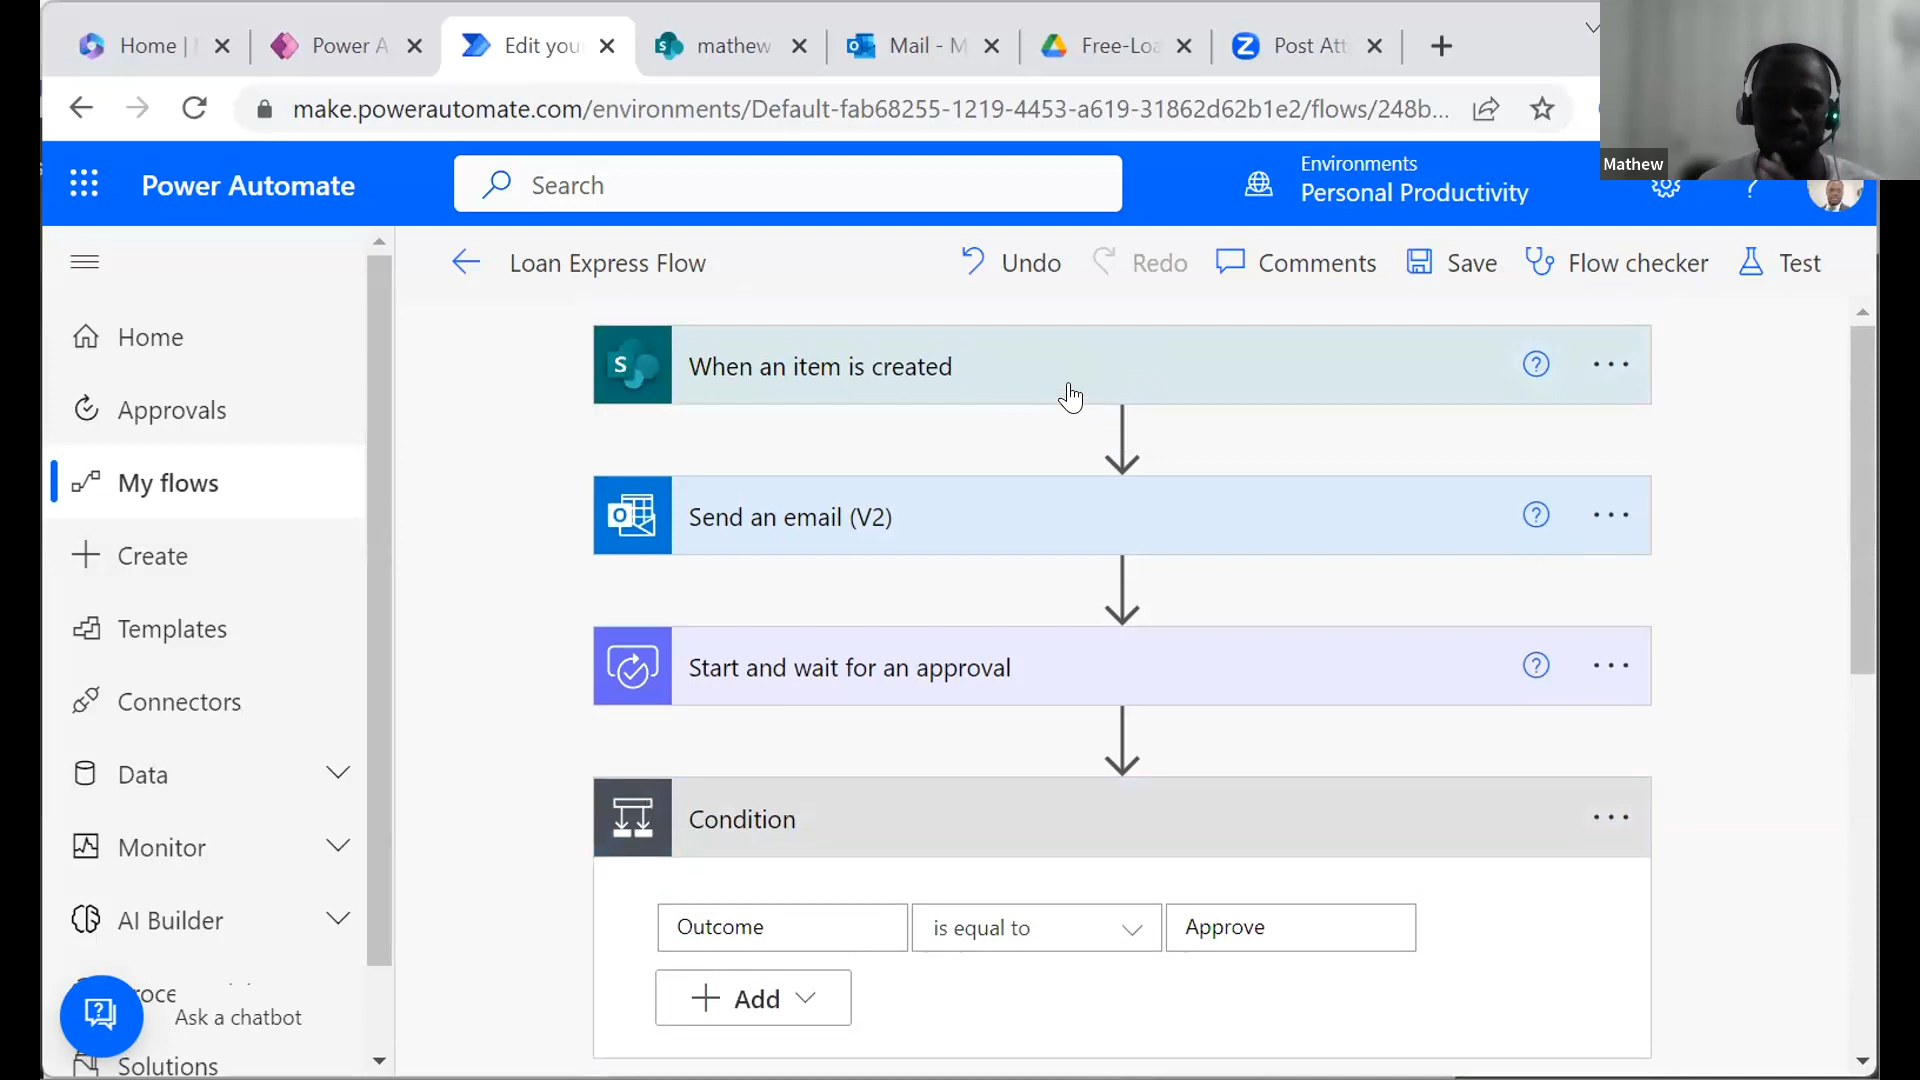 Home |
Power A
Edit you
mathew
Mail - M
Free-Loa
Post Att
make.powerautomate.com/environments/Default-fab68255-1219-4453-a619-31862d62b1e2/flows/248b...
Mathew
Power Automate
Search
Environments
Personal Productivity
Loan Express Flow
Undo
Redo
Comments
Save
Flow checker
Test
Home
Approvals
My flows
Create
Templates
Connectors
Data
Monitor
AI Builder
Ask a chatbot
Solutions
When an item is created
Send an email (V2)
Start and wait for an approval
Condition
Outcome
is equal to
Approve
Add